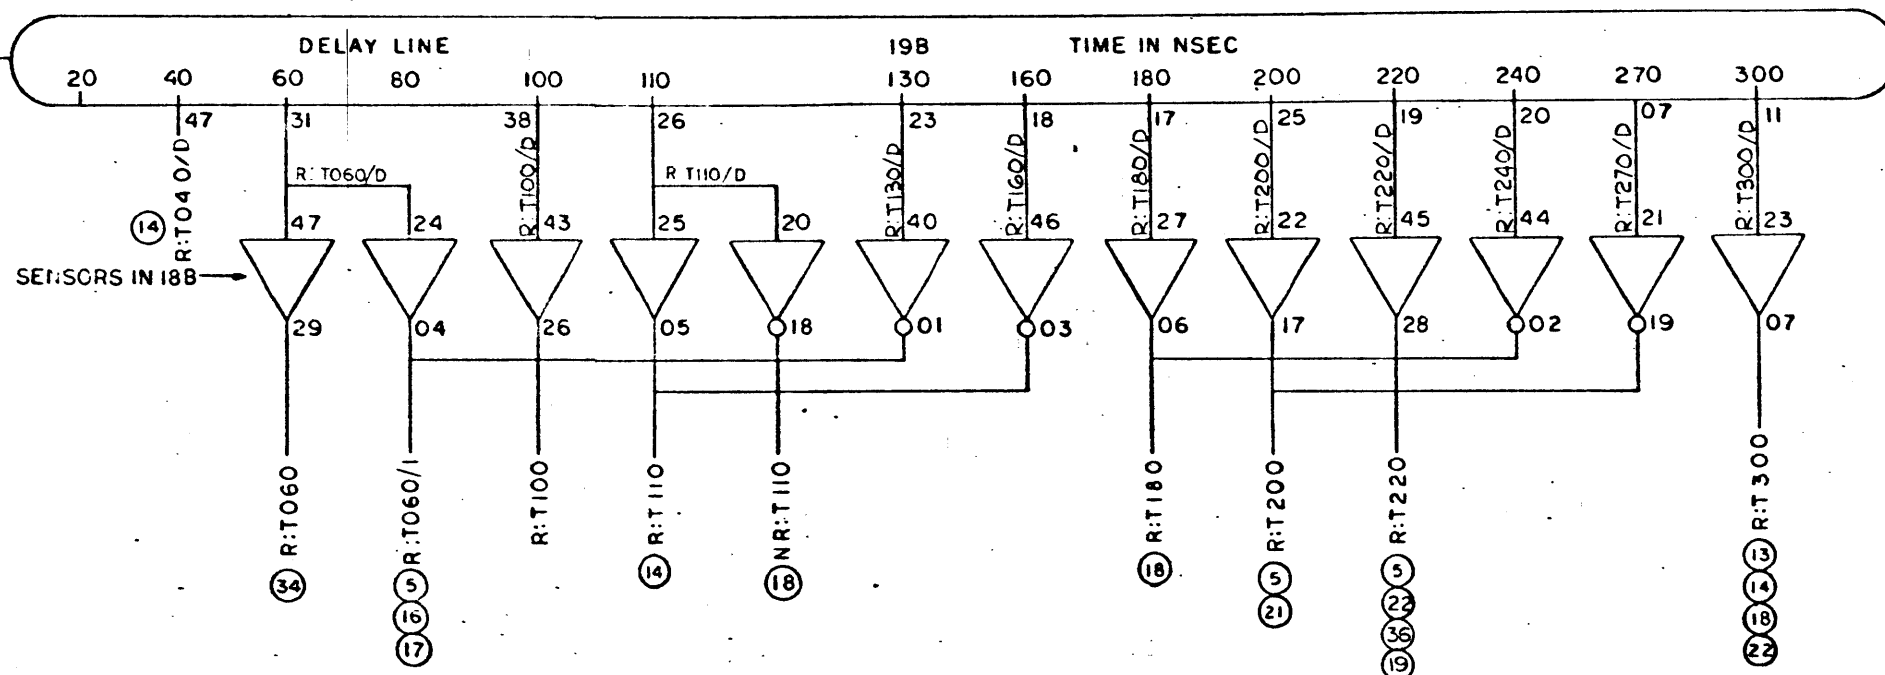 DELAY LINE 19B TIME IN NSEC
20 40 60 80 100 110 130 160 180 200 220 240 270 300
47 31 38 26 23 18 17 25 19 20 07 11
R:T040/D
R:T060/D
R:T100/D
R T110/D
R:T130/D
R:T160/D
R:T180/D
R:T200/D
R:T220/D
R:T240/D
R:T270/D
R:T300/D
14
47 24 43 25 20 40 46 27 22 45 44 21 23
SENSORS IN 18B
29 04 26 05 18 01 03 06 17 28 02 19 07
R:T060
R:T060/1
R:T100
R:T110
NR:T110
R:T180
R:T200
R:T220
R:T300
34
5
16
17
14
18
18
5
21
5
22
36
19
13
14
18
22